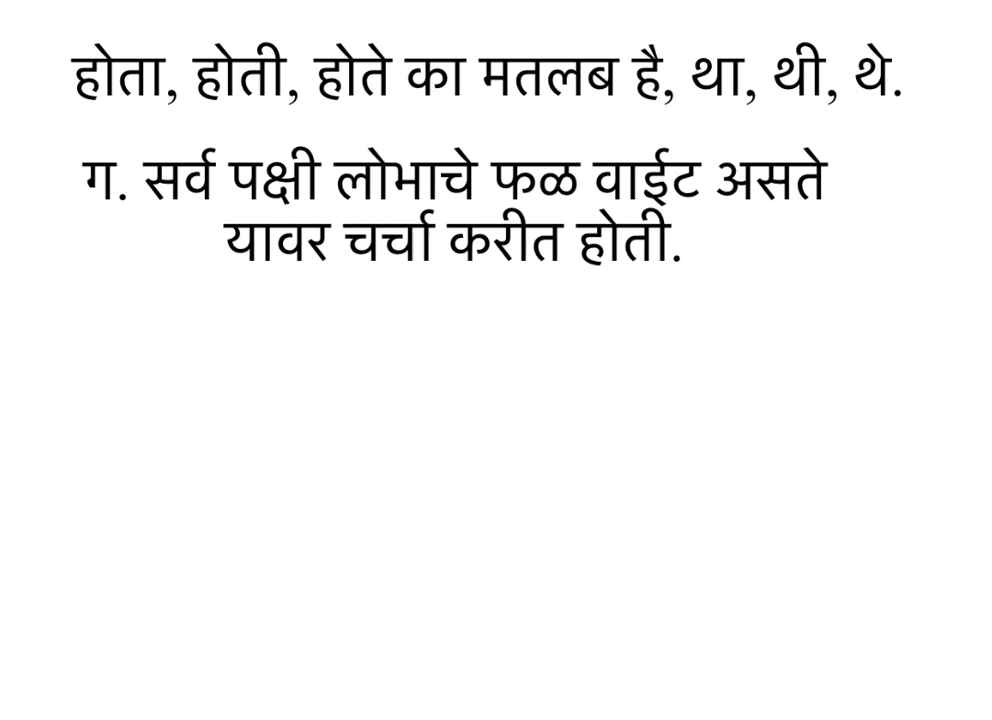 होता, होती, होते का मतलब है, था, थी, थे.
ग. सर्व पक्षी लोभाचे फळ वाईट असते
यावर चर्चा करीत होती.